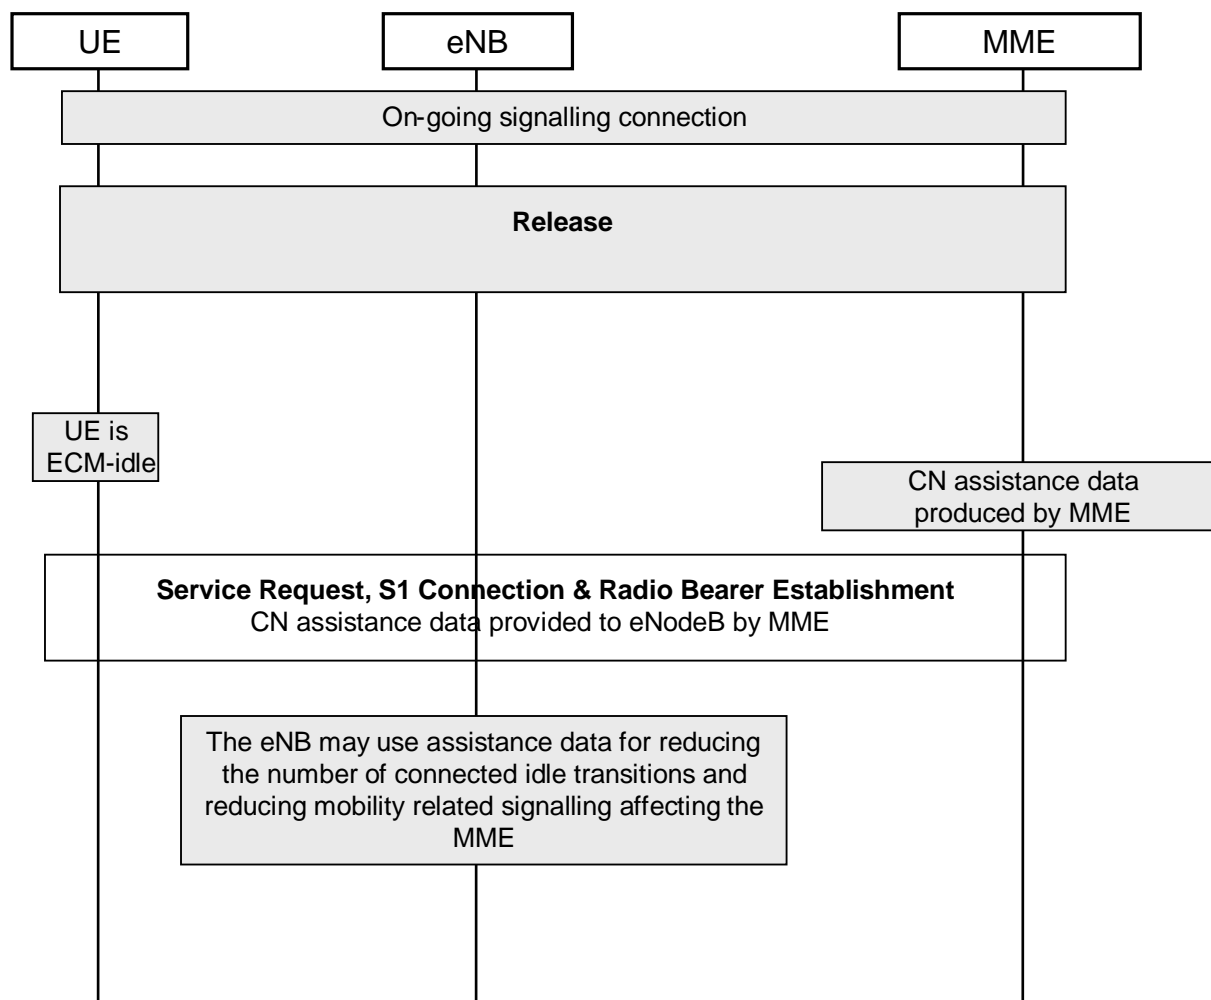 UE
eNB
MME
On-going signalling connection
Release
UE is
ECM-idle
CN assistance data
produced by MME
Service Request, S1 Connection & Radio Bearer Establishment
CN assistance data provided to eNodeB by MME
The eNB may use assistance data for reducing
the number of connected idle transitions and
reducing mobility related signalling affecting the
MME